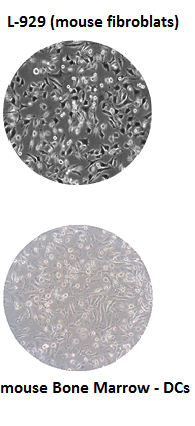 L-929 (mouse fibroblats)
mouse Bone Marrow - DCs